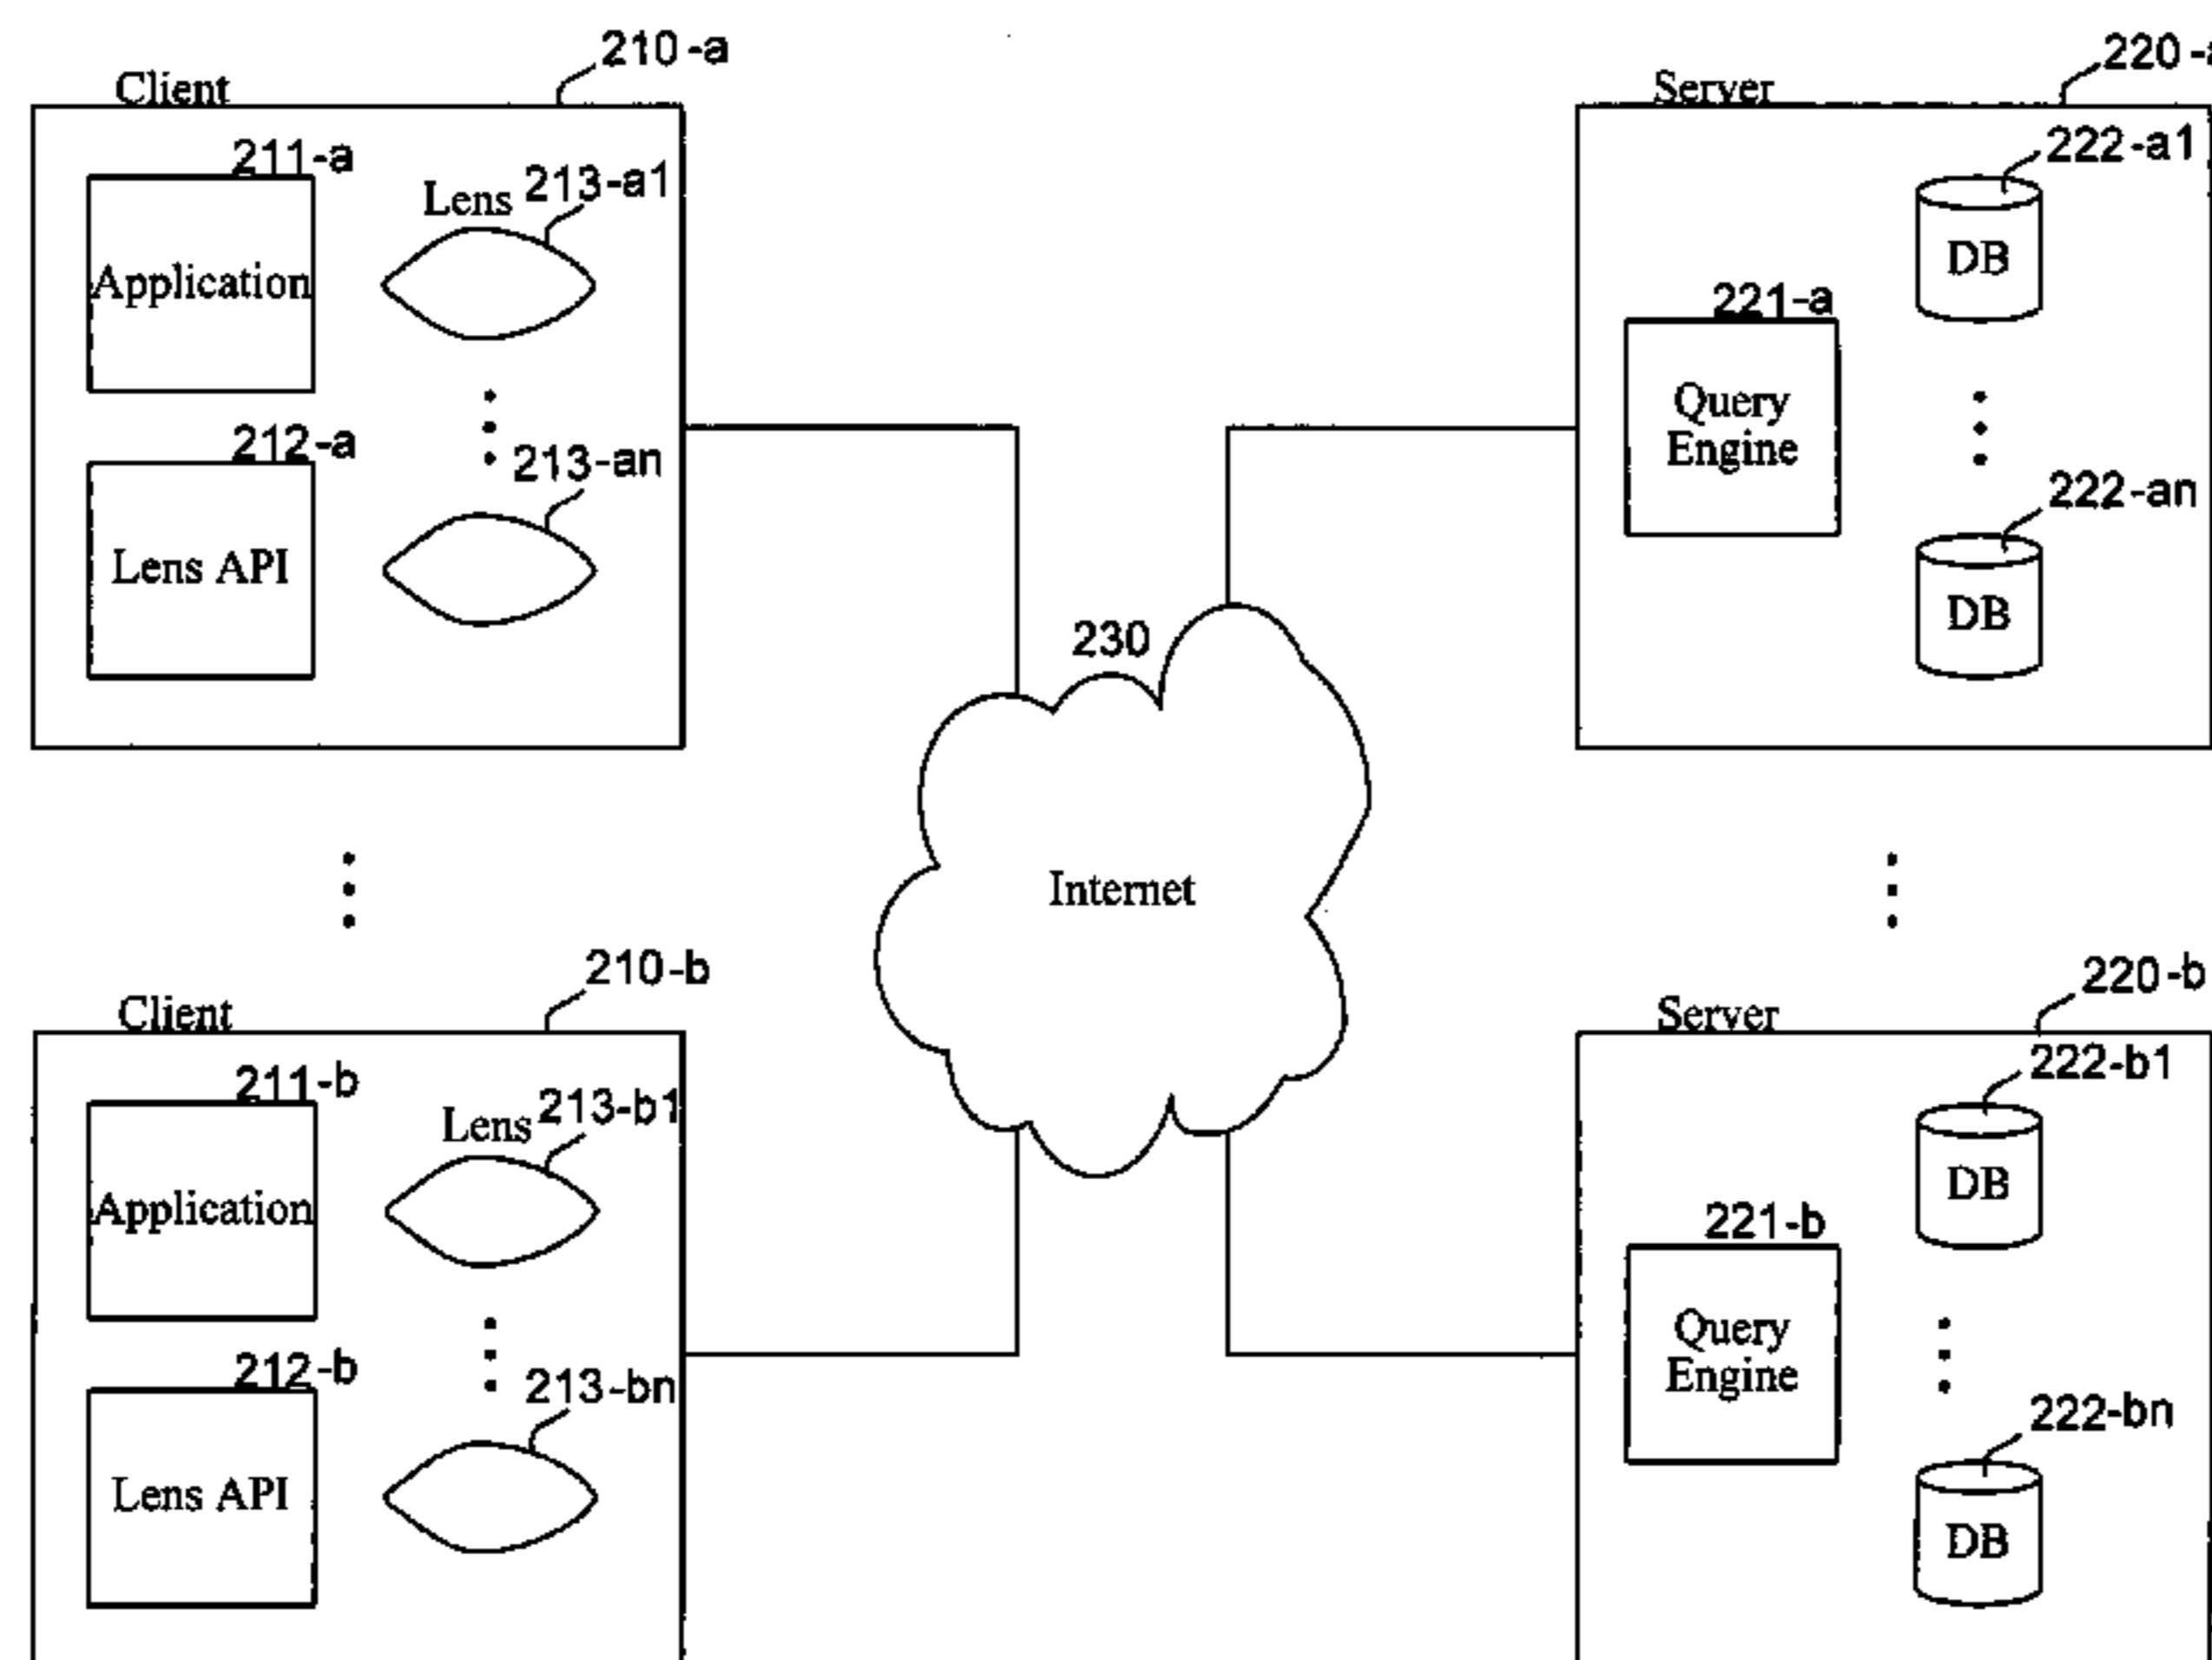 210-a
Client
211-a
Lens 213-a1
Application
212-a
213-an
Lens API
220-a
Server
222-a1
DB
221-a
Query
Engine
222-an
DB
230
Internet
210-b
Client
211-b
Lens 213-b1
Application
212-b
213-bn
Lens API
220-b
Server
222-b1
DB
221-b
Query
Engine
222-bn
DB